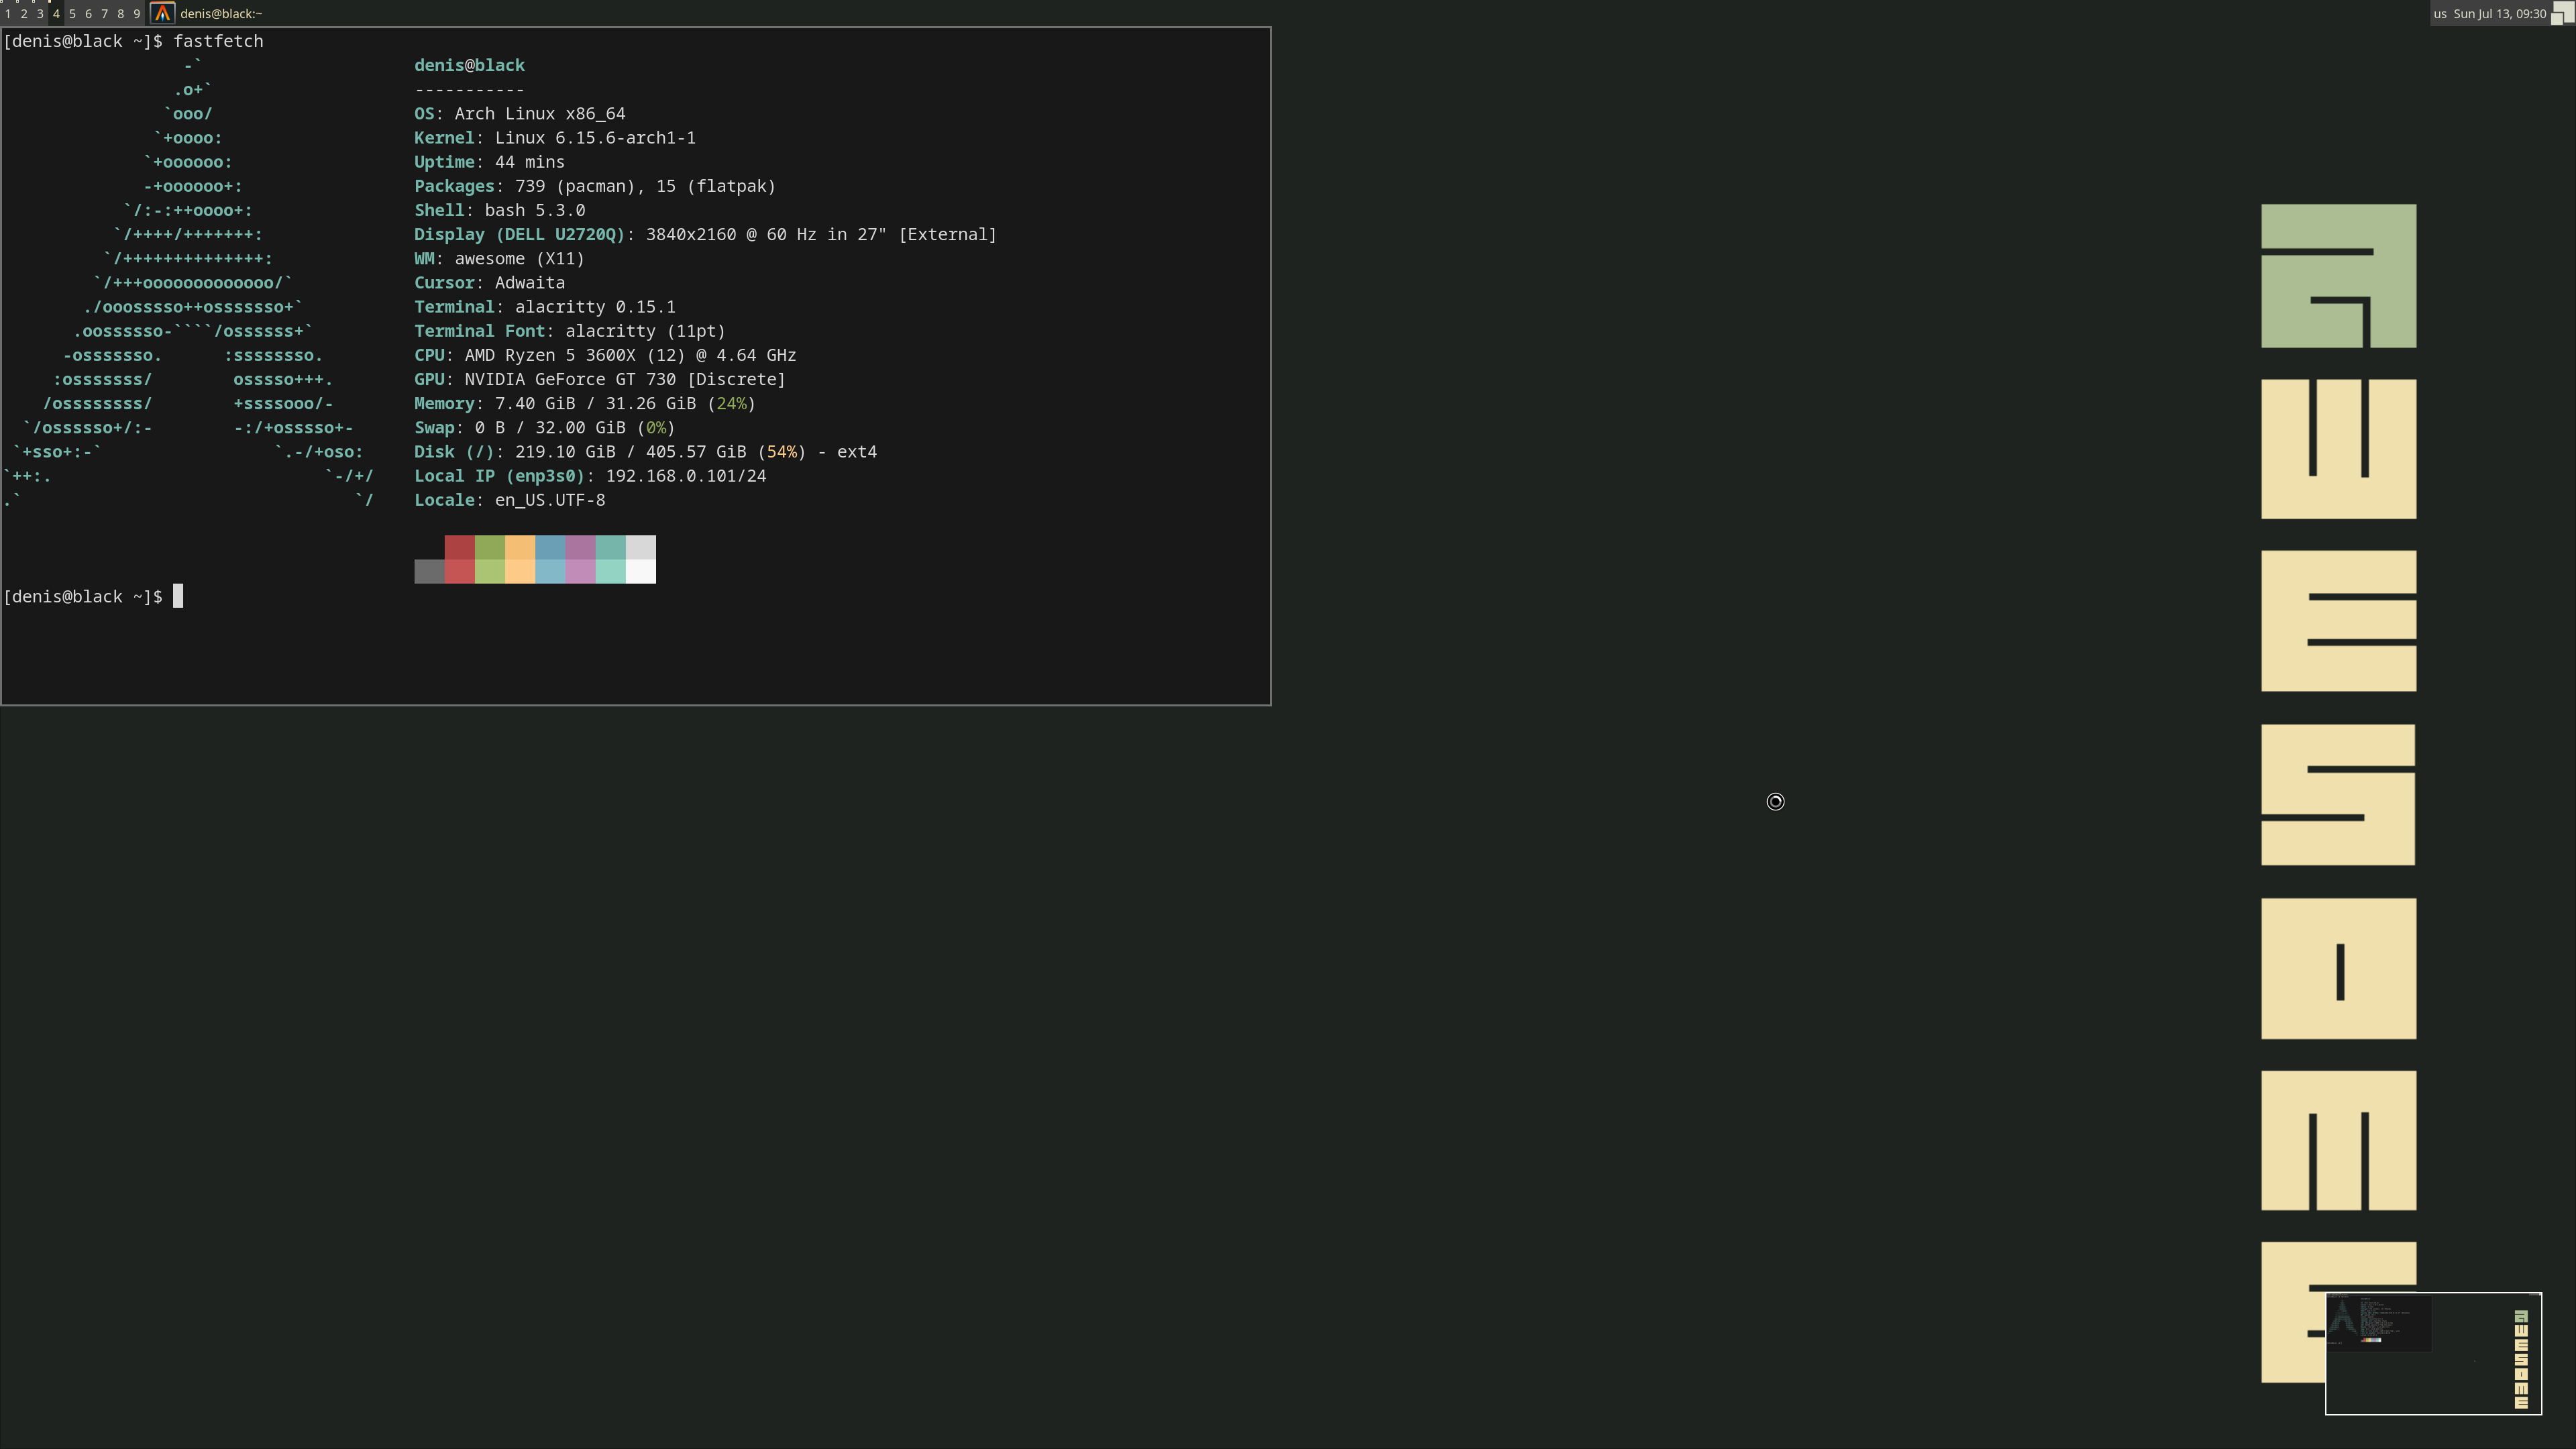 1 2 3 4 5 6 7 8 9 denis@black:~ us Sun Jul 13, 09:30
[denis@black ~]$ fastfetch
                  -`
                 .o+`
                `ooo/
               `+oooo:
              `+oooooo:
              -+oooooo+:
            `/:-:++oooo+:
           `/++++/+++++++:
          `/++++++++++++++:
         `/+++ooooooooooooo/`
        ./ooosssso++osssssso+`
       .oossssso-````/ossssss+`
      -osssssso.      :ssssssso.
     :osssssss/        osssso+++.
    /ossssssss/        +ssssooo/-
  `/ossssso+/:-        -:/+osssso+-
 `+sso+:-`                 `.-/+oso:
`++:.                           `-/+/
.`                                 `/
denis@black
-----------
OS: Arch Linux x86_64
Kernel: Linux 6.15.6-arch1-1
Uptime: 44 mins
Packages: 739 (pacman), 15 (flatpak)
Shell: bash 5.3.0
Display (DELL U2720Q): 3840x2160 @ 60 Hz in 27" [External]
WM: awesome (X11)
Cursor: Adwaita
Terminal: alacritty 0.15.1
Terminal Font: alacritty (11pt)
CPU: AMD Ryzen 5 3600X (12) @ 4.64 GHz
GPU: NVIDIA GeForce GT 730 [Discrete]
Memory: 7.40 GiB / 31.26 GiB (24%)
Swap: 0 B / 32.00 GiB (0%)
Disk (/): 219.10 GiB / 405.57 GiB (54%) - ext4
Local IP (enp3s0): 192.168.0.101/24
Locale: en_US.UTF-8
[denis@black ~]$
awesome